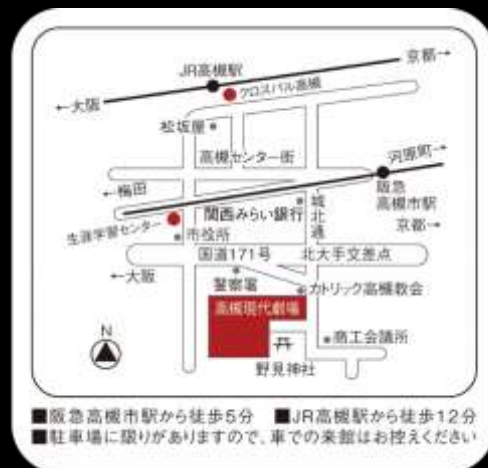 京都→
JR高槻駅
クロスパル高槻
←大阪
松坂屋
高槻センター街
河原町→
←梅田
阪急
高槻市駅
関西みらい銀行
城北通
生涯学習センター
市役所
京都→
国道171号
北大手交差点
←大阪
警察署
カトリック高槻教会
高槻現代劇場
N
商工会議所
野見神社
■阪急高槻市駅から徒歩5分 ■JR高槻駅から徒歩12分
■駐車場に限りがありますので、車での来館はお控えください